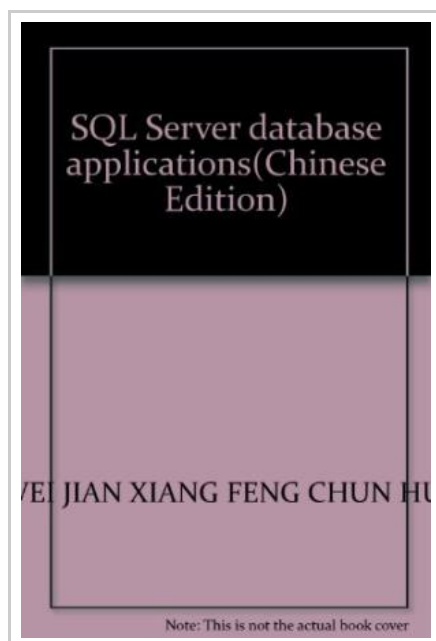 SQL Server database
applications(Chinese
Edition)
JIAN XIANG FENG CHUN
Note: This is not the actual book cover